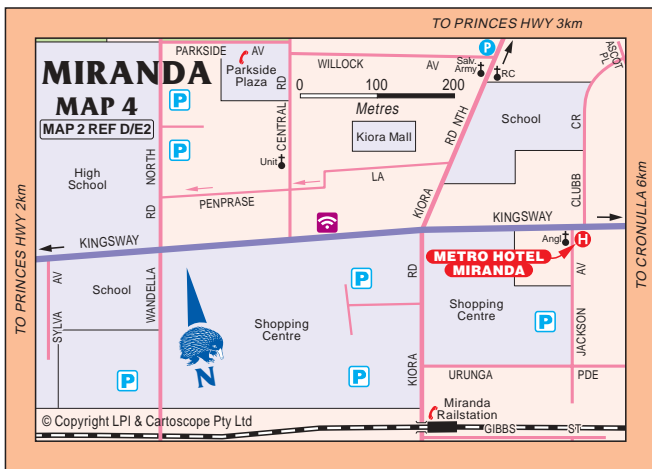 TO PRINCES HWY 3km
MIRANDA
MAP 4
MAP 2 REF D/E2
PARKSIDE AV
Parkside
Plaza
WILLOCK AV
Salv.
Army
RC
P
ASCOT PL
0 100 200
Metres
P
P
CENTRAL RD
Kiora Mall
KIORA RD NTH
School
CLUBB CR
High
School
WANDELLA RD NORTH
Unit
PENPRASE LA
KINGSWAY
KINGSWAY
TO PRINCES HWY 2km
TO CRONULLA 6km
Angl
H
METRO HOTEL
MIRANDA
SYLVA AV
School
P
N
Shopping
Centre
P
P
KIORA RD
Shopping
Centre
P
JACKSON AV
URUNGA PDE
Miranda
Railstation
GIBBS ST
© Copyright LPI & Cartoscope Pty Ltd